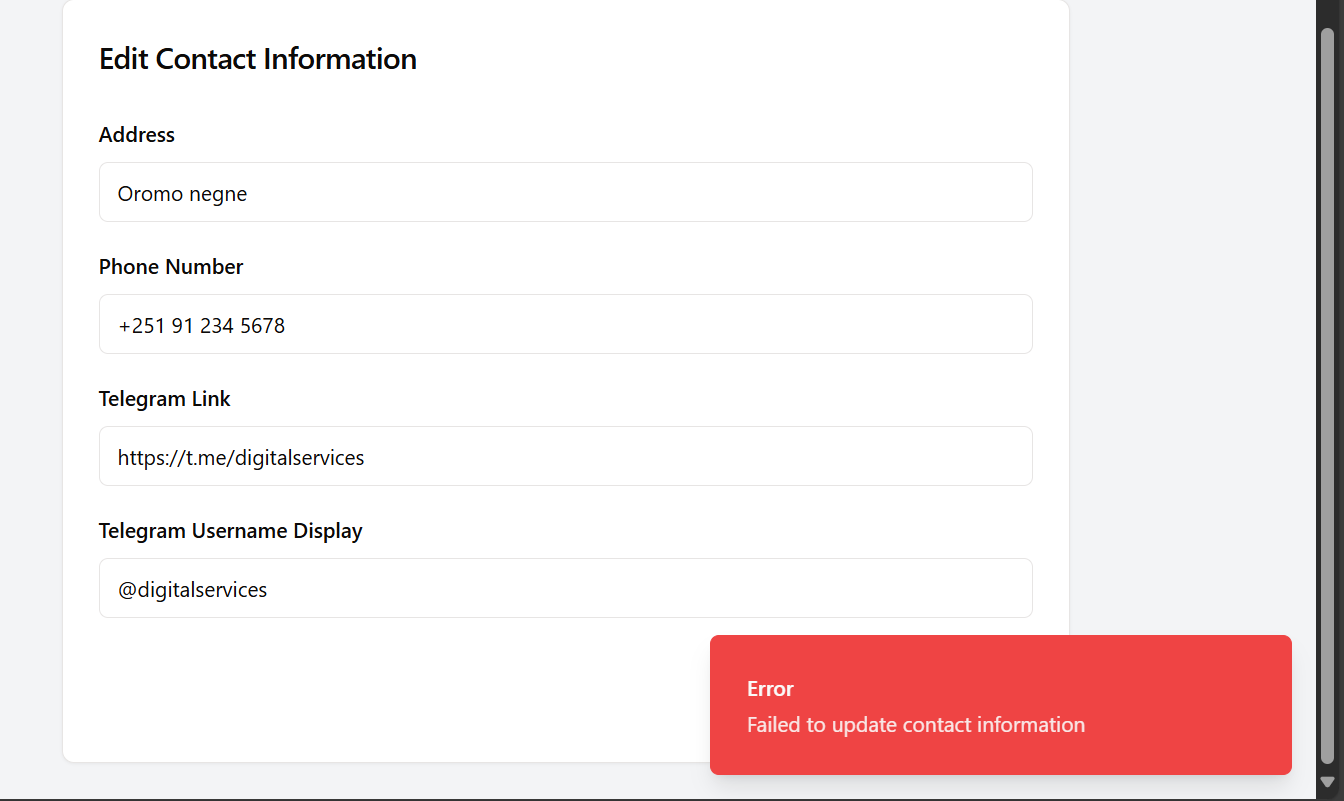 Edit Contact Information
Address
Oromo negne
Phone Number
+251 91 234 5678
Telegram Link
https://t.me/digitalservices
Telegram Username Display
@digitalservices
Error
Failed to update contact information